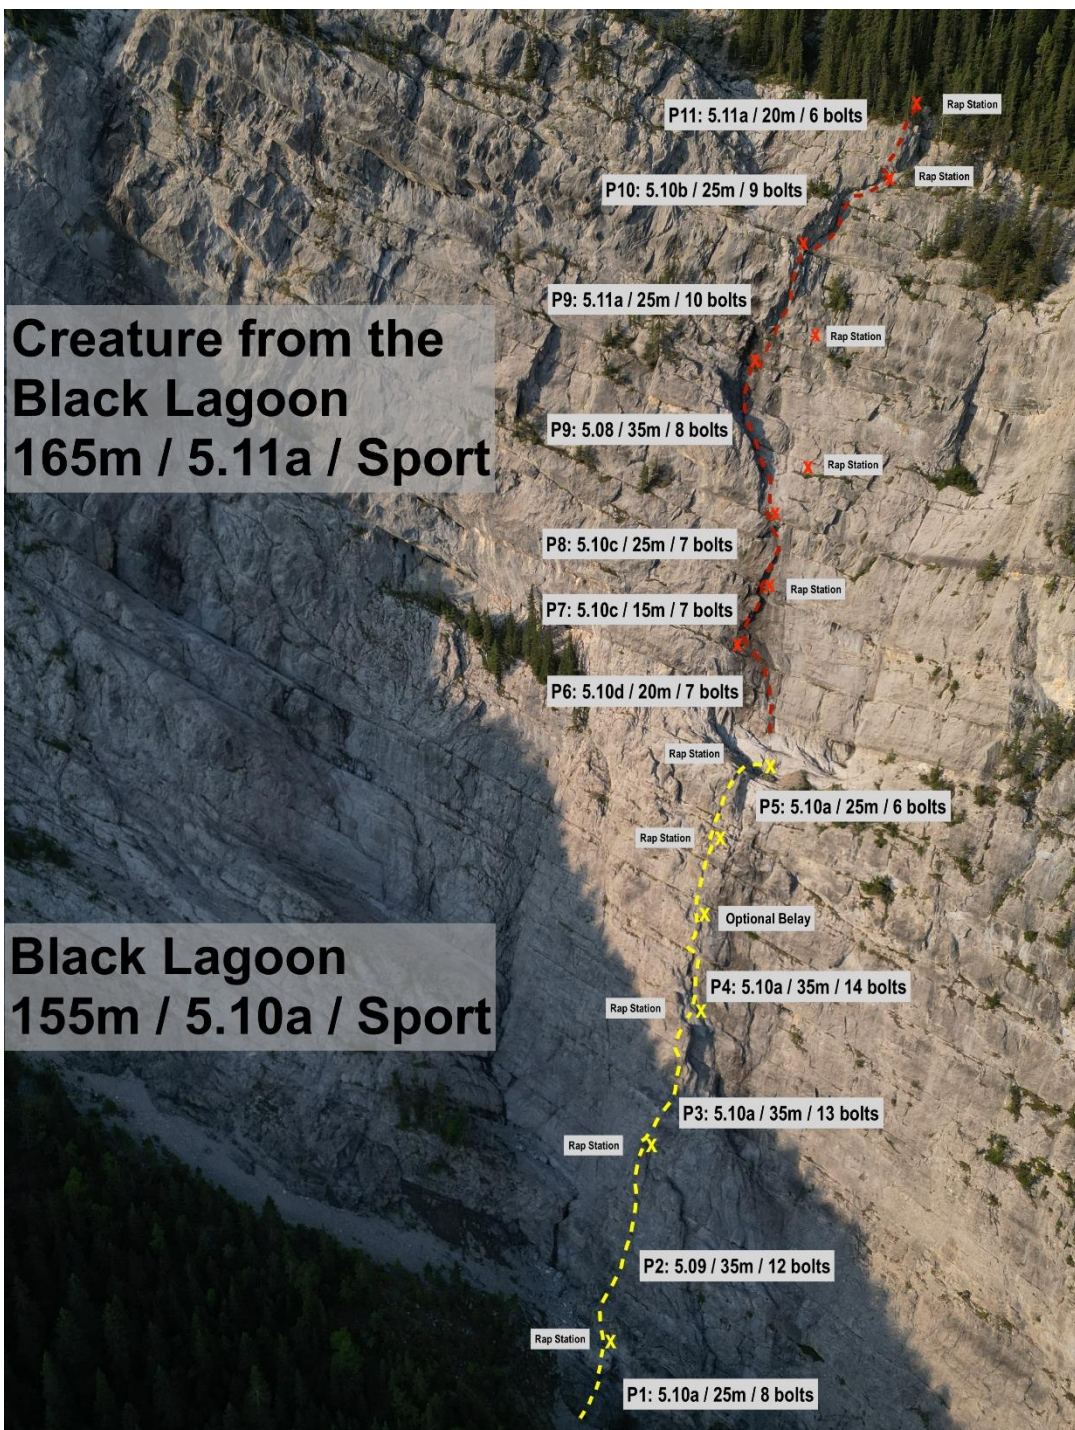 P11: 5.11a / 20m / 6 bolts
X
Rap Station
X
Rap Station
P10: 5.10b / 25m / 9 bolts
X
P9: 5.11a / 25m / 10 bolts
Creature from the
Black Lagoon
165m / 5.11a / Sport
X
Rap Station
X
P9: 5.08 / 35m / 8 bolts
X
Rap Station
X
P8: 5.10c / 25m / 7 bolts
X
Rap Station
P7: 5.10c / 15m / 7 bolts
X
P6: 5.10d / 20m / 7 bolts
Rap Station
X
P5: 5.10a / 25m / 6 bolts
Rap Station
X
X
Optional Belay
Black Lagoon
155m / 5.10a / Sport
P4: 5.10a / 35m / 14 bolts
Rap Station
X
P3: 5.10a / 35m / 13 bolts
Rap Station
X
P2: 5.09 / 35m / 12 bolts
Rap Station
X
P1: 5.10a / 25m / 8 bolts